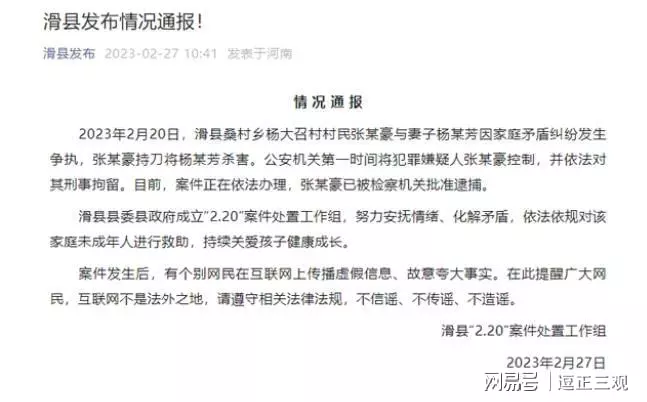 滑县发布情况通报！
滑县发布 2023-02-27 10:41 发表于河南
情况通报
2023年2月20日，滑县桑村乡杨大召村村民张某豪与妻子杨某芳因家庭矛盾纠纷发生
争执，张某豪持刀将杨某芳杀害。公安机关第一时间将犯罪嫌疑人张某豪控制，并依法对
其刑事拘留。目前，案件正在依法办理，张某豪已被检察机关批准逮捕。
滑县县委县政府成立“2.20”案件处置工作组，努力安抚情绪、化解矛盾，依法依规对该
家庭未成年人进行救助，持续关爱孩子健康成长。
案件发生后，有个别网民在互联网上传播虚假信息、故意夸大事实。在此提醒广大网
民，互联网不是法外之地，请遵守相关法律法规，不信谣、不传谣、不造谣。
滑县“2.20”案件处置工作组
2023年2月27日
网易号 | 逗正三观